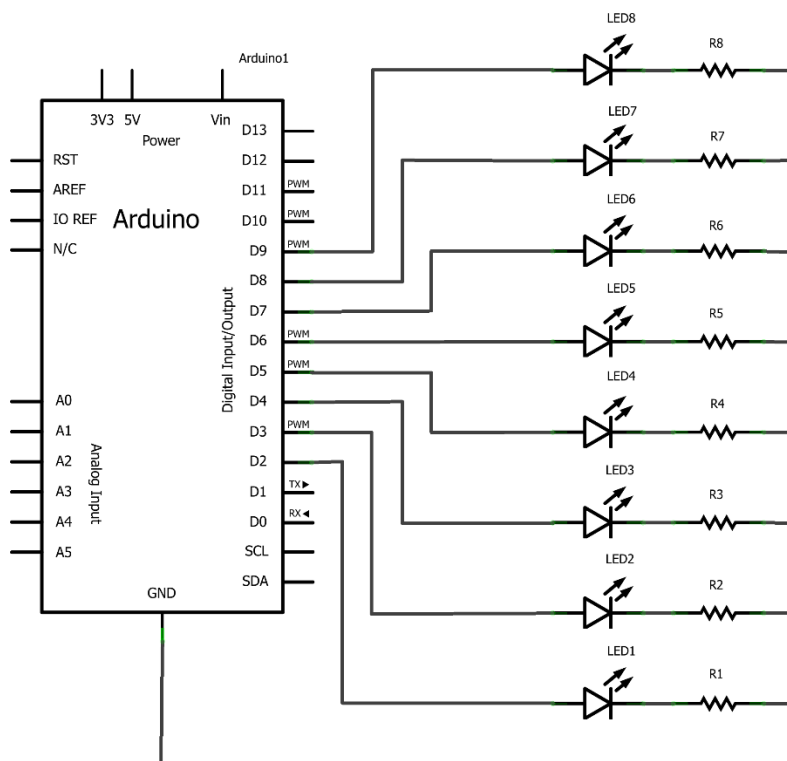 LED8
R8
Arduino1
3V3 5V Vin
Power
D13
LED7
R7
RST
D12
AREF
D11 PWM
IO REF
Arduino
D10 PWM
LED6
R6
N/C
D9 PWM
D8
D7
LED5
R5
Digital Input/Output
D6 PWM
D5 PWM
LED4
R4
A0
D4
A1
D3 PWM
A2
D2
Analog Input
LED3
R3
A3
D1 TX
A4
D0 RX
A5
SCL
LED2
R2
SDA
GND
LED1
R1